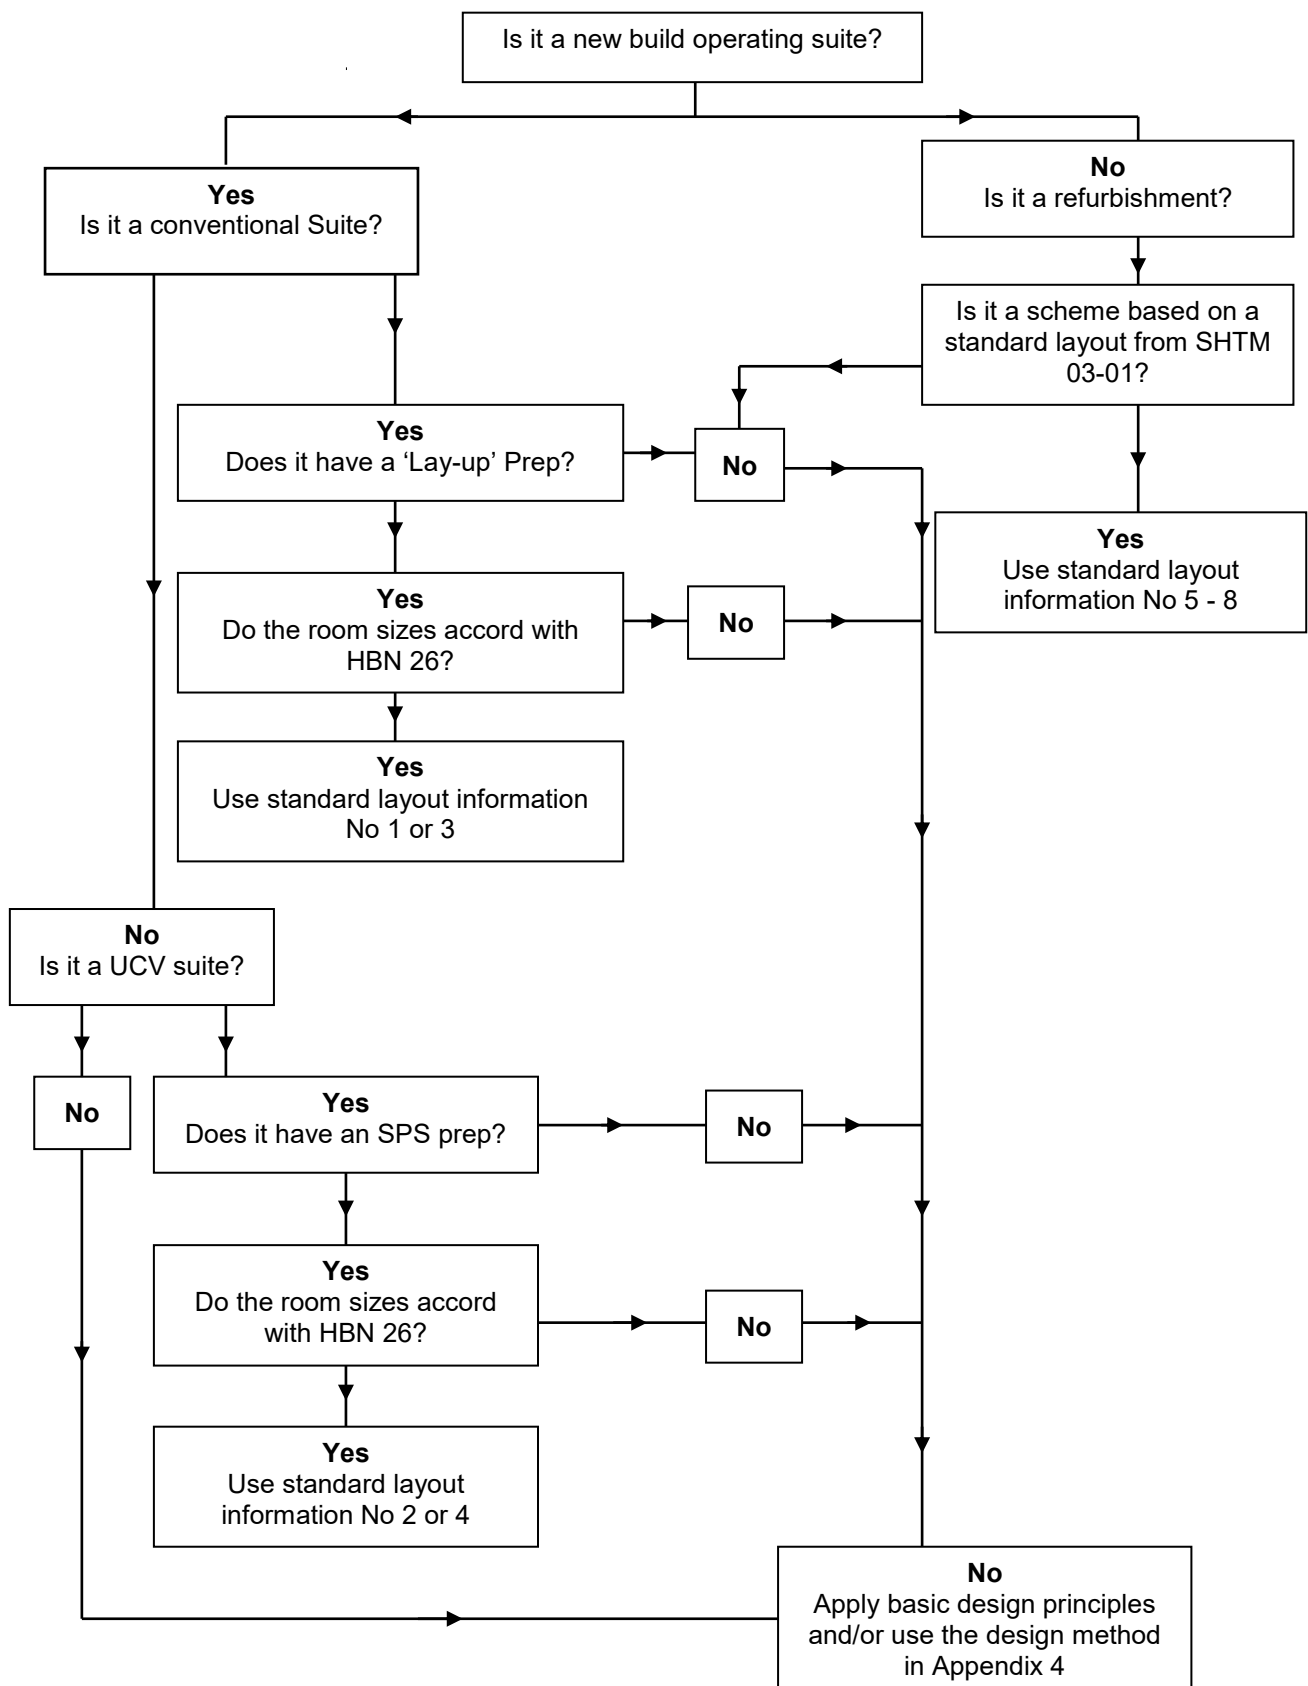 Is it a new build operating suite?
Yes
Is it a conventional Suite?
No
Is it a refurbishment?
Is it a scheme based on a
standard layout from SHTM
03-01?
Yes
Does it have a ‘Lay-up’ Prep?
No
Yes
Use standard layout
information No 5 - 8
Yes
Do the room sizes accord with
HBN 26?
No
Yes
Use standard layout information
No 1 or 3
No
Is it a UCV suite?
No
Yes
Does it have an SPS prep?
No
Yes
Do the room sizes accord
with HBN 26?
No
Yes
Use standard layout
information No 2 or 4
No
Apply basic design principles
and/or use the design method
in Appendix 4